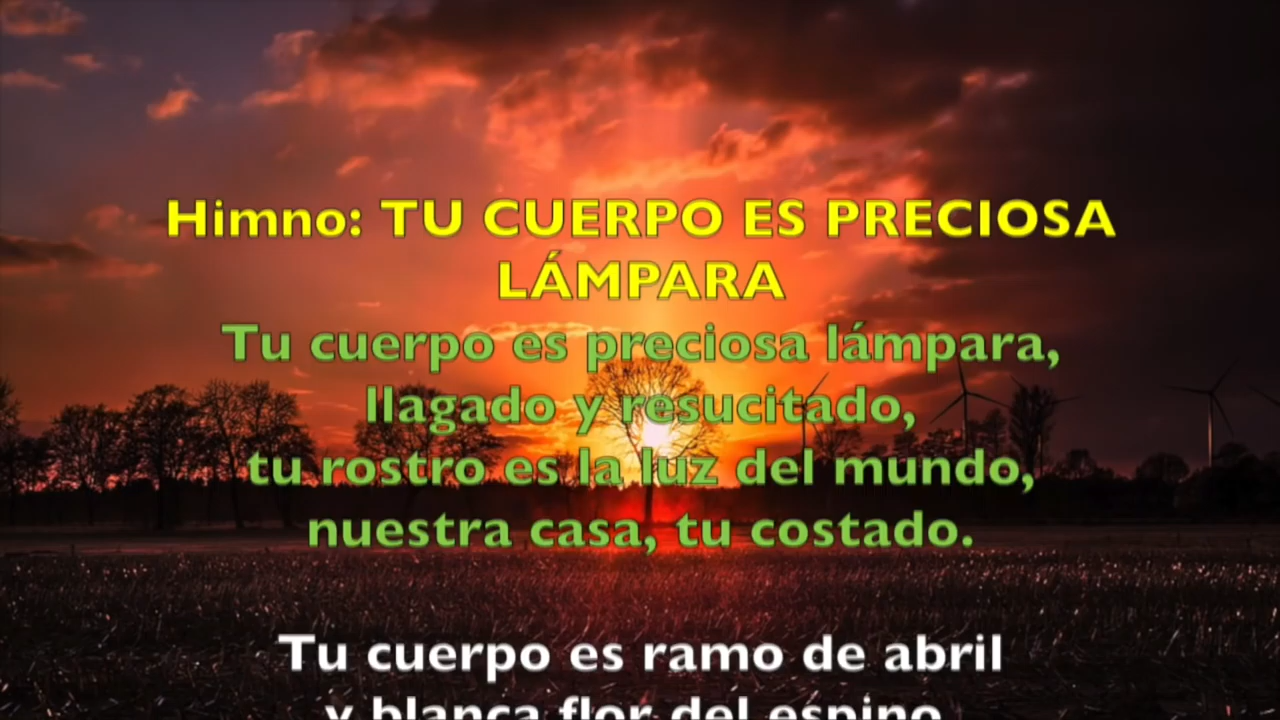 Himno: TU CUERPO ES PRECIOSA
LÁMPARA
Tu cuerpo es preciosa lámpara,
llagado y resucitado,
tu rostro es la luz del mundo,
nuestra casa, tu costado.
Tu cuerpo es ramo de abril
y blanca flor del espino